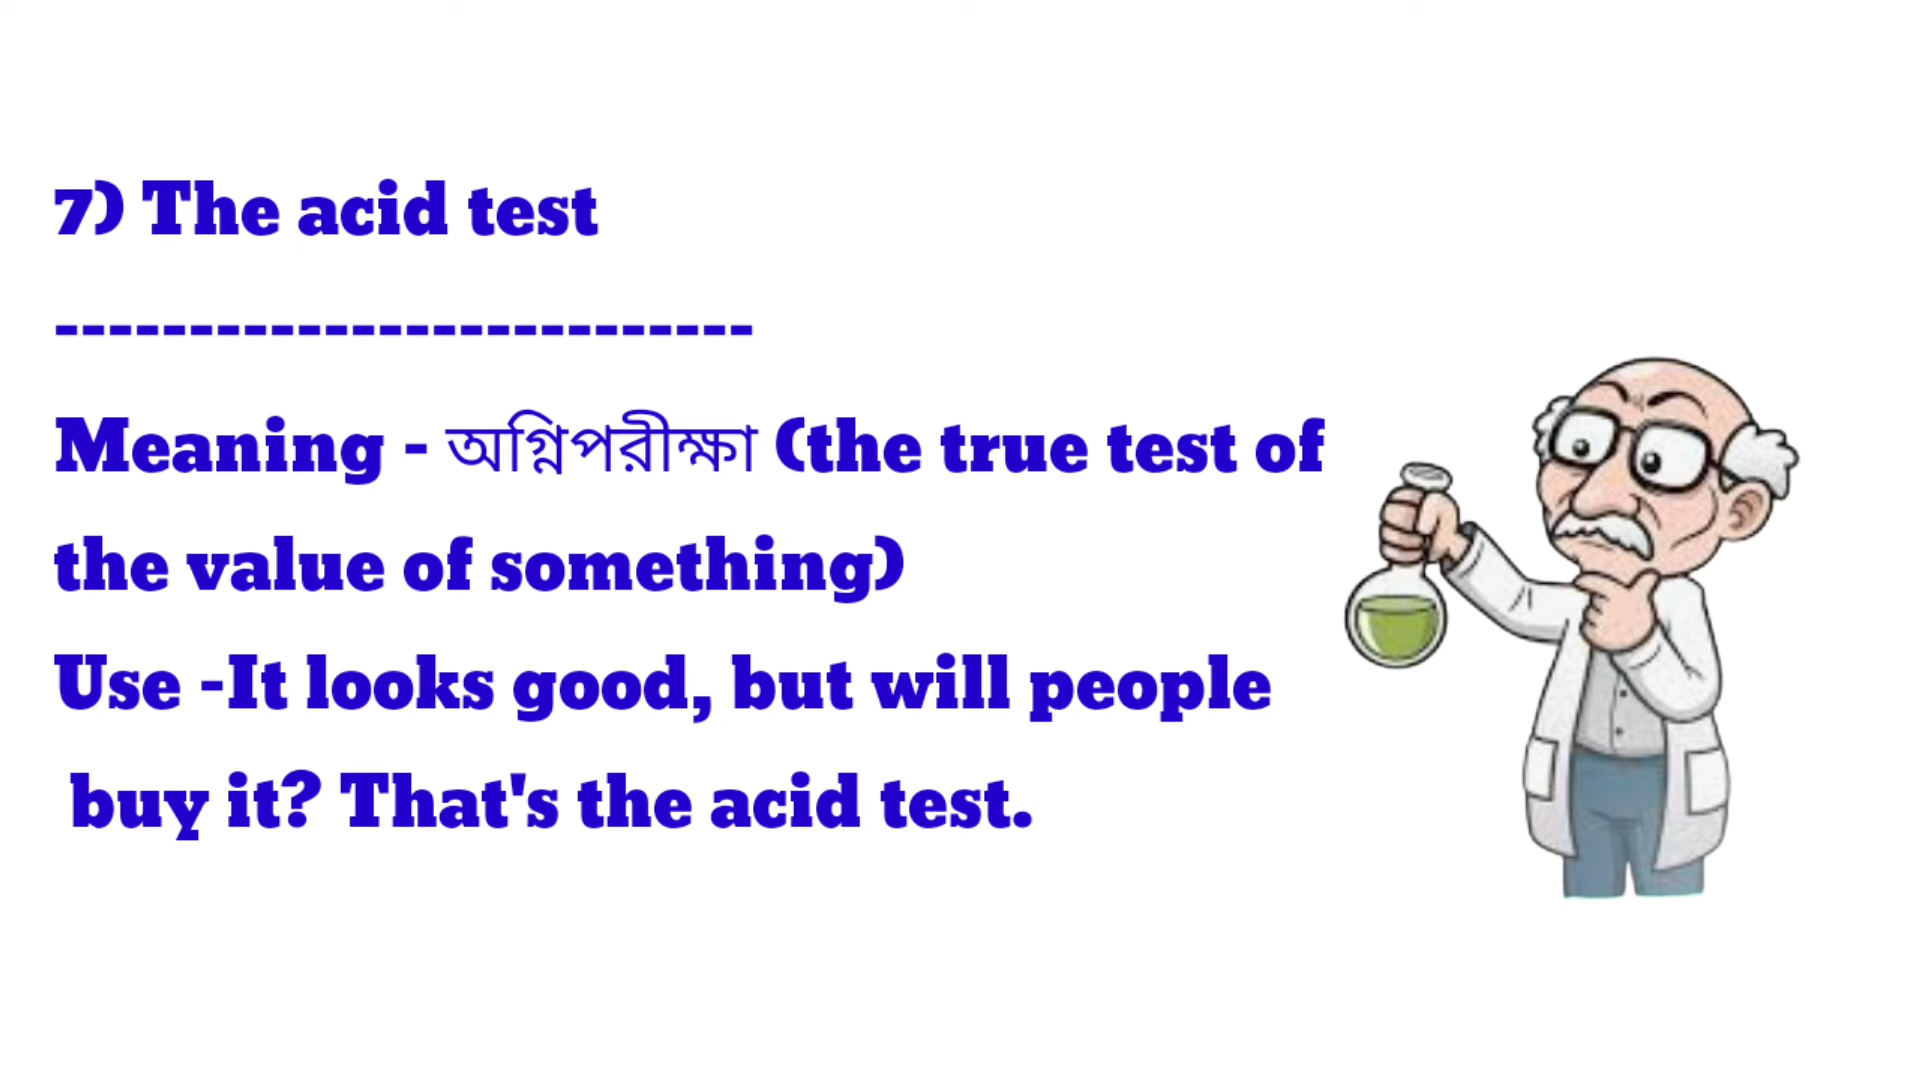 7) The acid test
--------------------------
Meaning - অগ্নিপরীক্ষা (the true test of
the value of something)
Use -It looks good, but will people
buy it? That's the acid test.